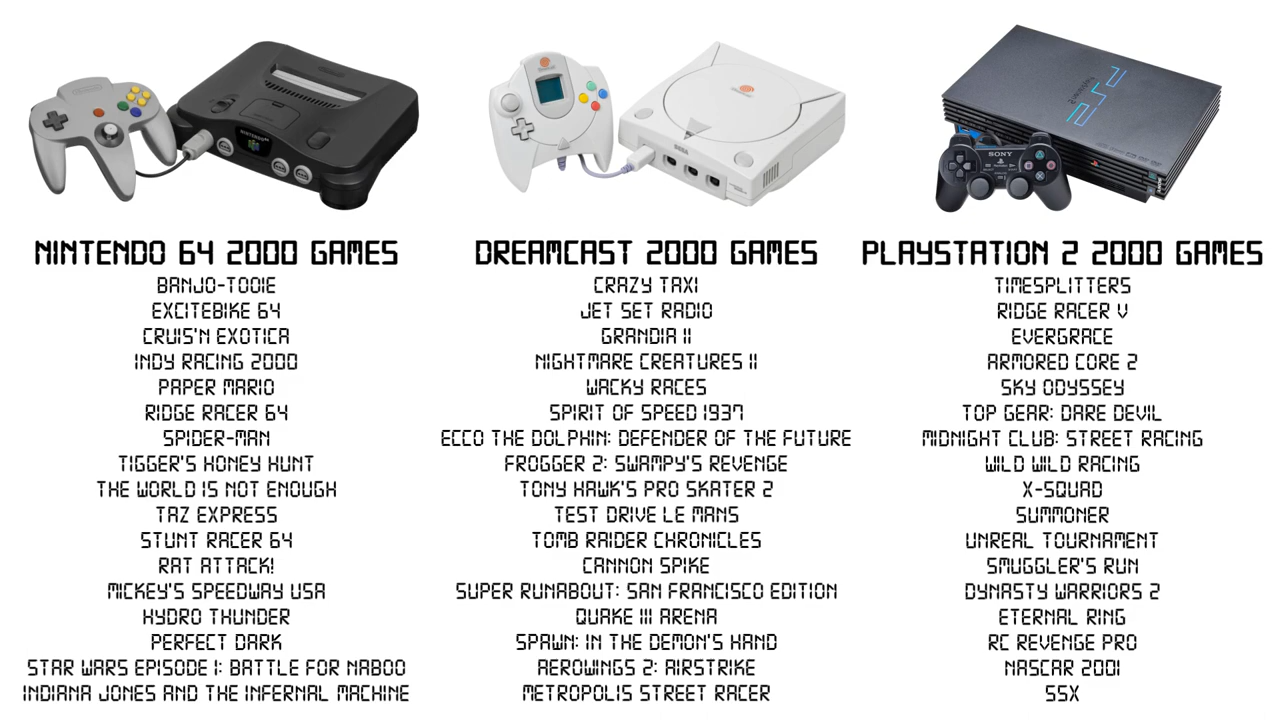 NINTENDO 64
SEGA
SONY
PS2
NINTENDO 64 2000 GAMES
BANJO-TOOIE
EXCITEBIKE 64
CRUIS'N EXOTICA
INDY RACING 2000
PAPER MARIO
RIDGE RACER 64
SPIDER-MAN
TIGGER'S HONEY HUNT
THE WORLD IS NOT ENOUGH
TAZ EXPRESS
STUNT RACER 64
RAT ATTACK!
MICKEY'S SPEEDWAY USA
HYDRO THUNDER
PERFECT DARK
STAR WARS EPISODE I: BATTLE FOR NABOO
INDIANA JONES AND THE INFERNAL MACHINE
DREAMCAST 2000 GAMES
CRAZY TAXI
JET SET RADIO
GRANDIA II
NIGHTMARE CREATURES II
WACKY RACES
SPIRIT OF SPEED 1937
ECCO THE DOLPHIN: DEFENDER OF THE FUTURE
FROGGER 2: SWAMPY'S REVENGE
TONY HAWK'S PRO SKATER 2
TEST DRIVE LE MANS
TOMB RAIDER CHRONICLES
CANNON SPIKE
SUPER RUNABOUT: SAN FRANCISCO EDITION
QUAKE III ARENA
SPAWN: IN THE DEMON'S HAND
AEROWINGS 2: AIRSTRIKE
METROPOLIS STREET RACER
PLAYSTATION 2 2000 GAMES
TIMESPLITTERS
RIDGE RACER V
EVERGRACE
ARMORED CORE 2
SKY ODYSSEY
TOP GEAR: DARE DEVIL
MIDNIGHT CLUB: STREET RACING
WILD WILD RACING
X-SQUAD
SUMMONER
UNREAL TOURNAMENT
SMUGGLER'S RUN
DYNASTY WARRIORS 2
ETERNAL RING
RC REVENGE PRO
NASCAR 2001
SSX